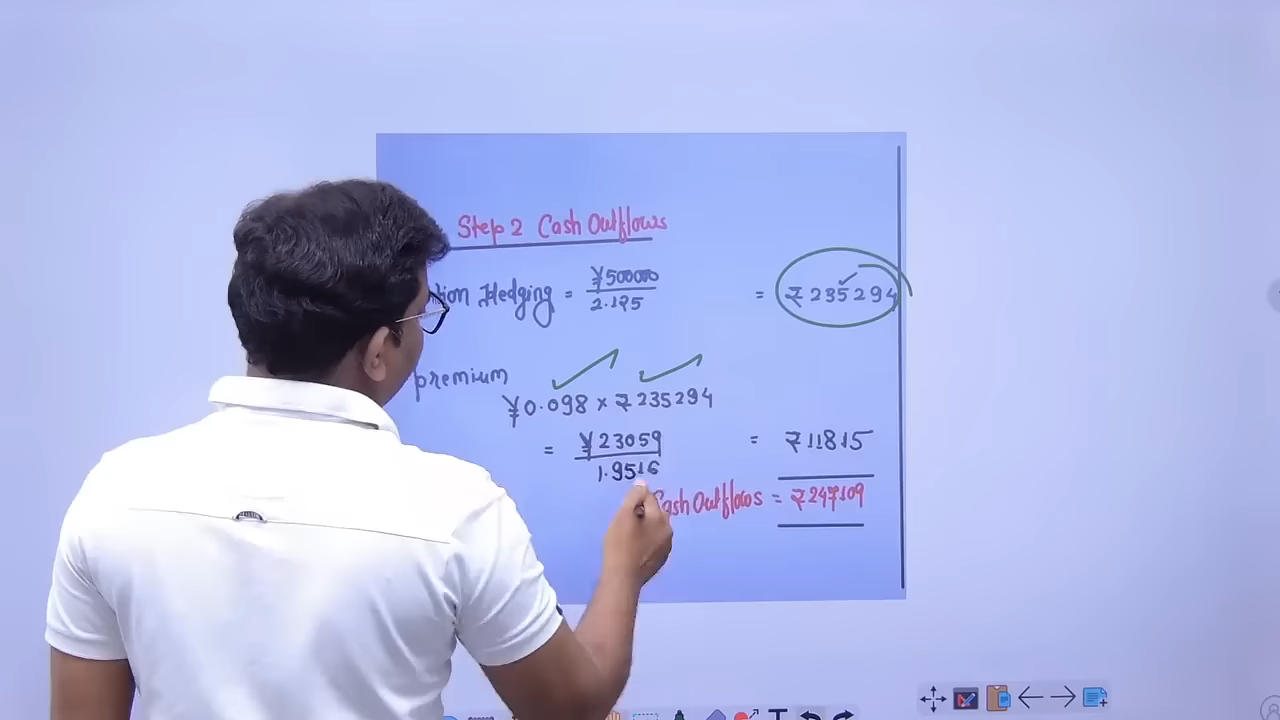 Step 2 Cash Outflows
Hedging = ¥500000 / 2.125 = ₹235294
premium
¥0.098 × ₹235294
= ¥23059 / 1.9516 = ₹11815
Cash Outflows = ₹247109
T